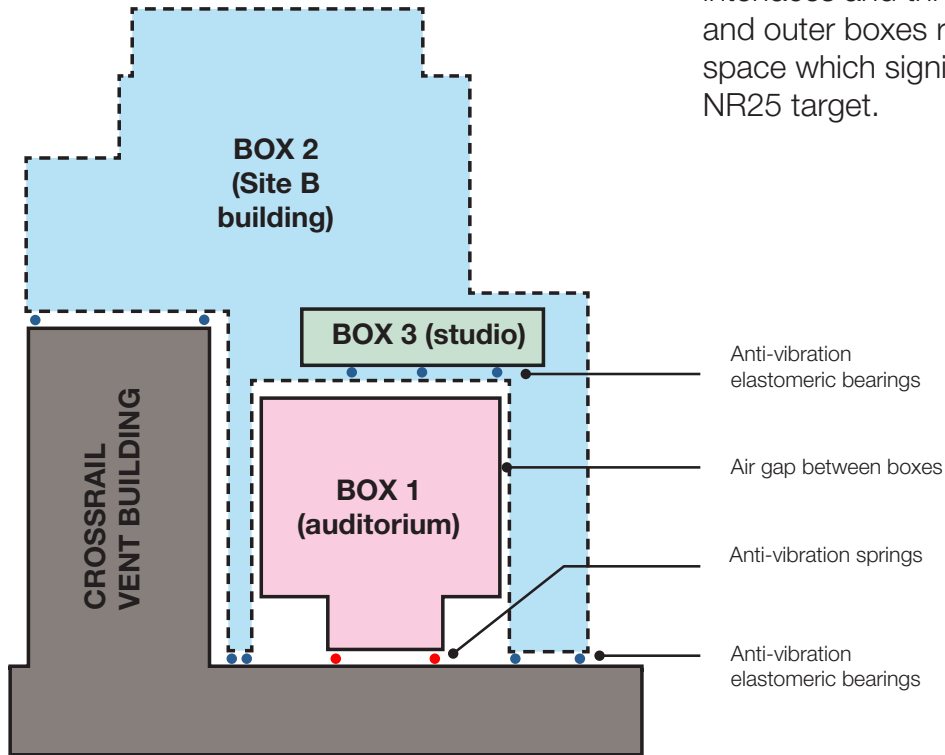 and outer boxes
NR25 target.
BOX 2
(Site B
building)
BOX 3 (studio)
Anti-vibration
elastomeric bearings
CROSSRAIL
VENT BUILDING
BOX 1
(auditorium)
Air gap between boxes
Anti-vibration springs
Anti-vibration
elastomeric bearings
space which